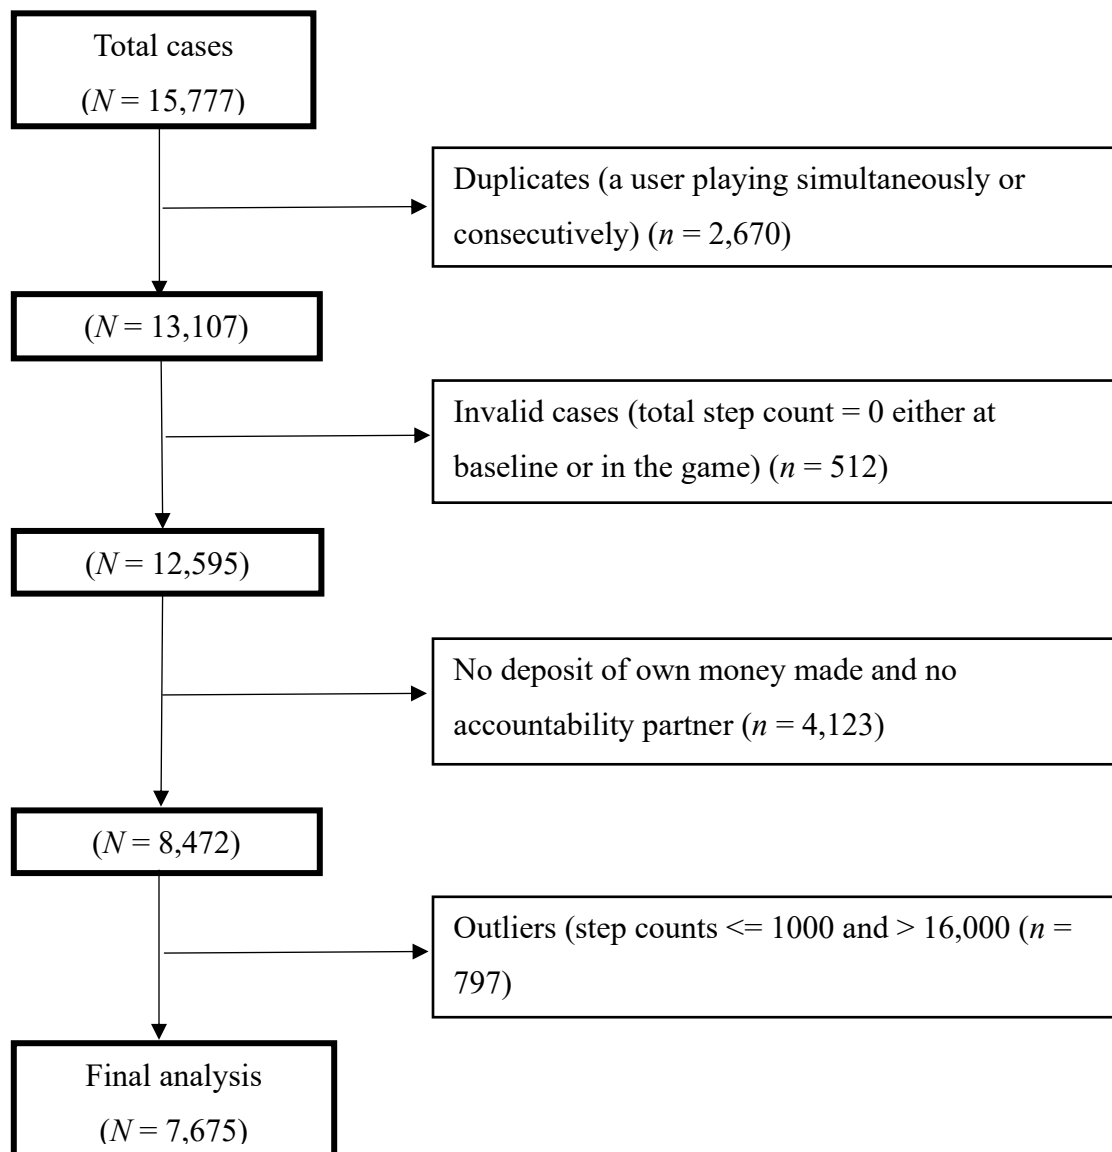 Total cases
(N = 15,777)
Duplicates (a user playing simultaneously or
consecutively) (n = 2,670)
(N = 13,107)
Invalid cases (total step count = 0 either at
baseline or in the game) (n = 512)
(N = 12,595)
No deposit of own money made and no
accountability partner (n = 4,123)
(N = 8,472)
Outliers (step counts <= 1000 and > 16,000 (n =
797)
Final analysis
(N = 7,675)